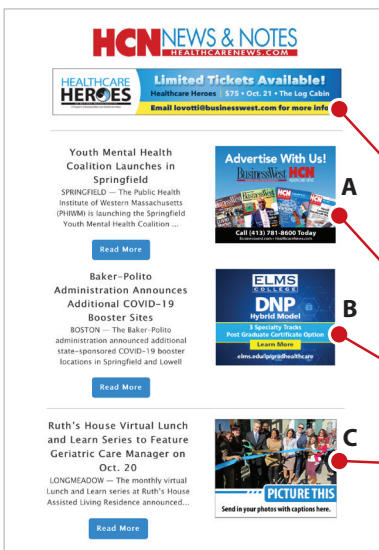 HCN NEWS & NOTES
HEALTHCARENEWS.COM
HEALTHCARE
HEROES
Limited Tickets Available!
Healthcare Heroes | $75 • Oct. 21 • The Log Cabin
Email lovotti@businesswest.com for more info
Youth Mental Health
Coalition Launches in
Springfield
SPRINGFIELD — The Public Health
Institute of Western Massachusetts
(PHIWM) is launching the Springfield
Youth Mental Health Coalition ...
Read More
Advertise With Us!
BusinessWest HCN
Call (413) 781-8600 Today
BusinessWest.com • HealthcareNews.com
A
Baker-Polito
Administration Announces
Additional COVID-19
Booster Sites
BOSTON — The Baker-Polito
administration announced additional
state-sponsored COVID-19 booster
locations in Springfield and Lowell
Read More
ELMS
COLLEGE
DNP
Hybrid Model
3 Specialty Tracks
Post Graduate Certificate Option
Learn More
elms.edu/lp/gradhealthcare
B
Ruth's House Virtual Lunch
and Learn Series to Feature
Geriatric Care Manager on
Oct. 20
LONGMEADOW — The monthly virtual
Lunch and Learn series at Ruth's House
Assisted Living Residence announced...
Read More
PICTURE THIS
Send in your photos with captions here.
C